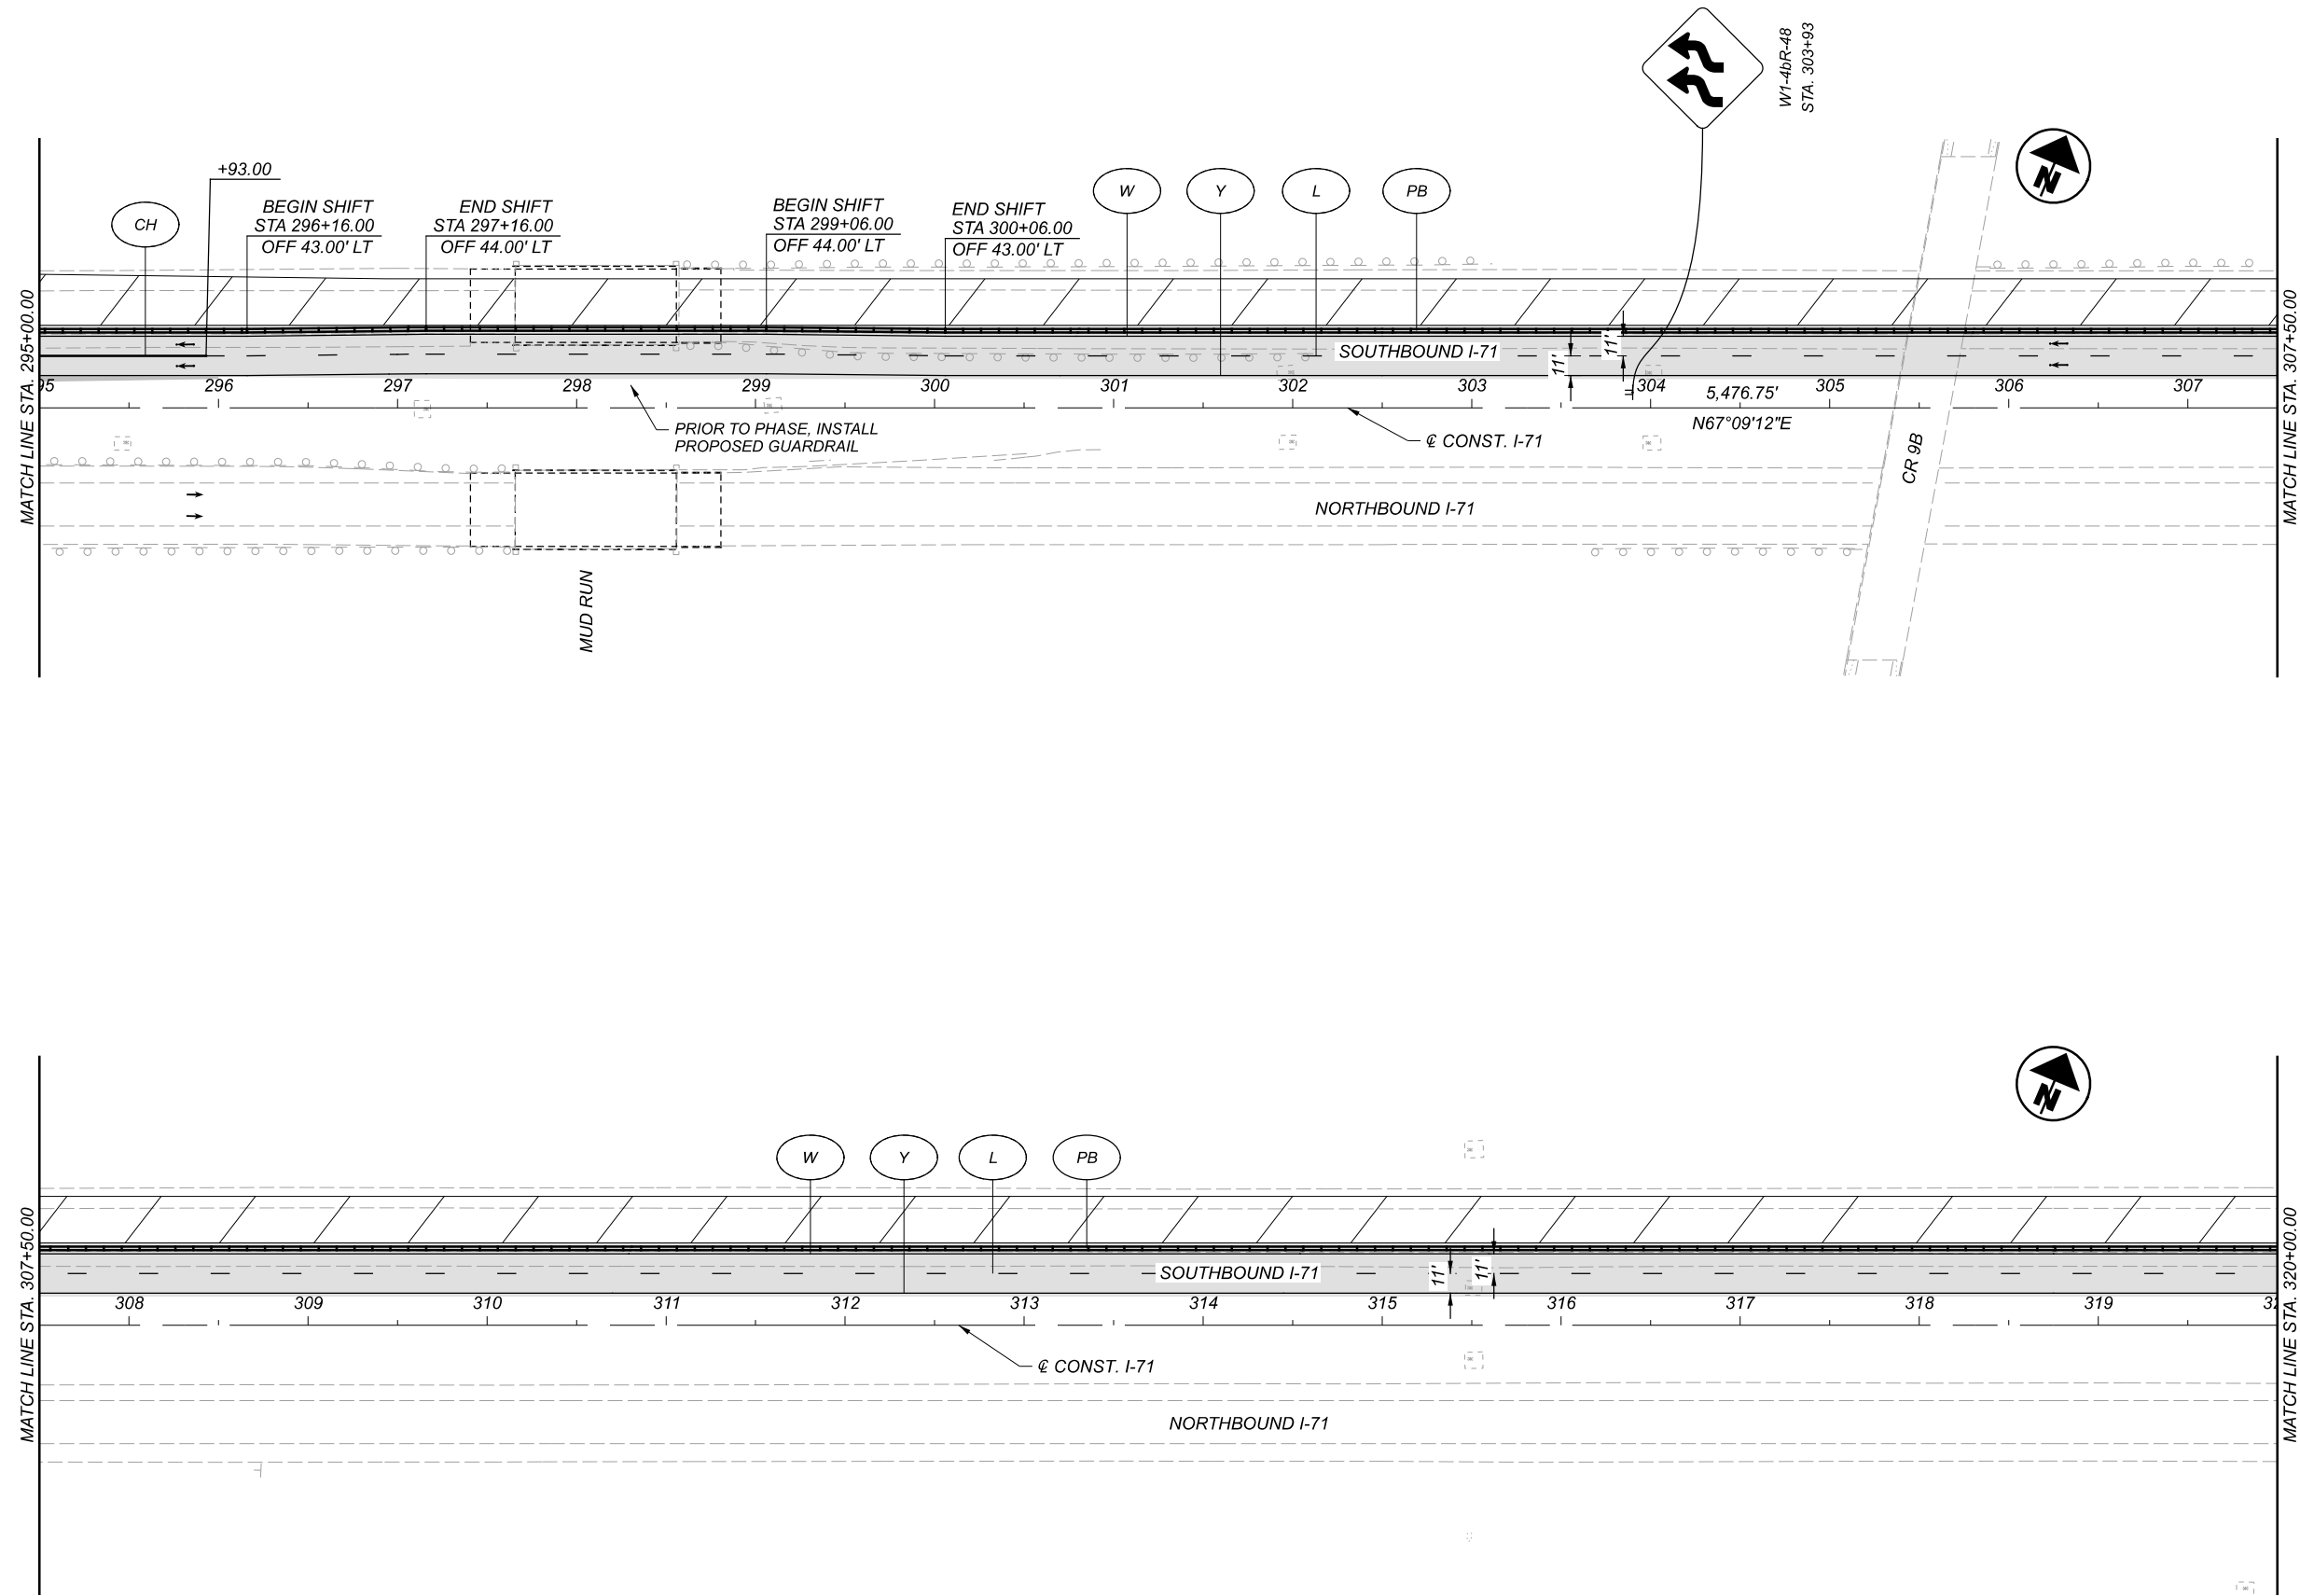 W1-4bR-48
STA. 303+93
+93.00
CH
BEGIN SHIFT
STA 296+16.00
OFF 43.00' LT
END SHIFT
STA 297+16.00
OFF 44.00' LT
BEGIN SHIFT
STA 299+06.00
OFF 44.00' LT
END SHIFT
STA 300+06.00
OFF 43.00' LT
W
Y
L
PB
N
MATCH LINE STA. 295+00.00
SOUTHBOUND I-71
11'
11'
95 296 297 298 299 300 301 302 303 304 305 306 307
5,476.75'
N67°09'12"E
PRIOR TO PHASE, INSTALL
PROPOSED GUARDRAIL
℄ CONST. I-71
CR 9B
NORTHBOUND I-71
MUD RUN
MATCH LINE STA. 307+50.00
N
W
Y
L
PB
MATCH LINE STA. 307+50.00
SOUTHBOUND I-71
11'
11'
308 309 310 311 312 313 314 315 316 317 318 319 32
℄ CONST. I-71
NORTHBOUND I-71
MATCH LINE STA. 320+00.00